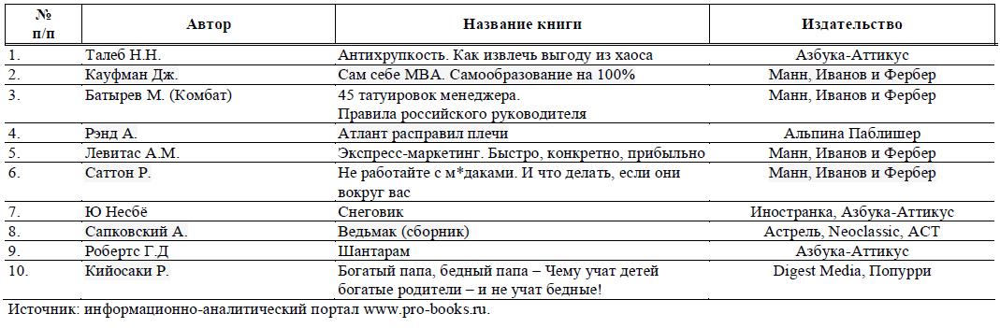 №
п/п
Автор
Название книги
Издательство
1. Талеб Н.Н. Антихрупкость. Как извлечь выгоду из хаоса Азбука-Аттикус
2. Кауфман Дж. Сам себе MBA. Самообразование на 100% Манн, Иванов и Фербер
3. Батырев М. (Комбат) 45 татуировок менеджера. Манн, Иванов и Фербер
Правила российского руководителя
4. Рэнд А. Атлант расправил плечи Альпина Паблишер
5. Левитас А.М. Экспресс-маркетинг. Быстро, конкретно, прибыльно Манн, Иванов и Фербер
6. Саттон Р. Не работайте с м*даками. И что делать, если они Манн, Иванов и Фербер
вокруг вас
7. Ю Несбё Снеговик Иностранка, Азбука-Аттикус
8. Сапковский А. Ведьмак (сборник) Астрель, Neoclassic, АСТ
9. Робертс Г.Д Шантарам Азбука-Аттикус
10. Кийосаки Р. Богатый папа, бедный папа – Чему учат детей Digest Media, Попурри
богатые родители – и не учат бедные!
Источник: информационно-аналитический портал www.pro-books.ru.